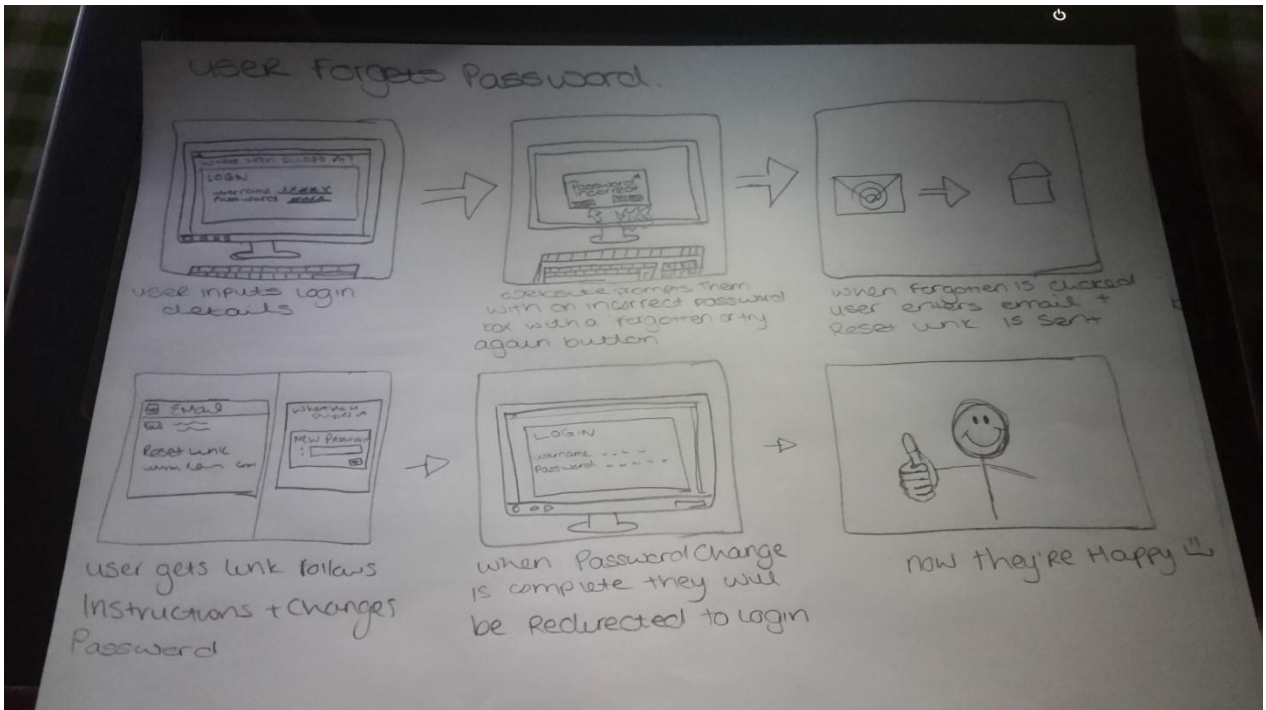 USER FORGETS PASSWORD.
LOGIN
username
Password
Password
incorrect
user inputs login
details
website prompts them
with an incorrect password
box with a 'forgotten or try
again button
when forgotten is clicked
user enters email +
Reset link is sent
EMAIL
Reset Link
New Password
:
user gets link follows
Instructions + Changes
Password
LOGIN
username
Password
when Password Change
is complete they will
be Redirected to login
now they're Happy